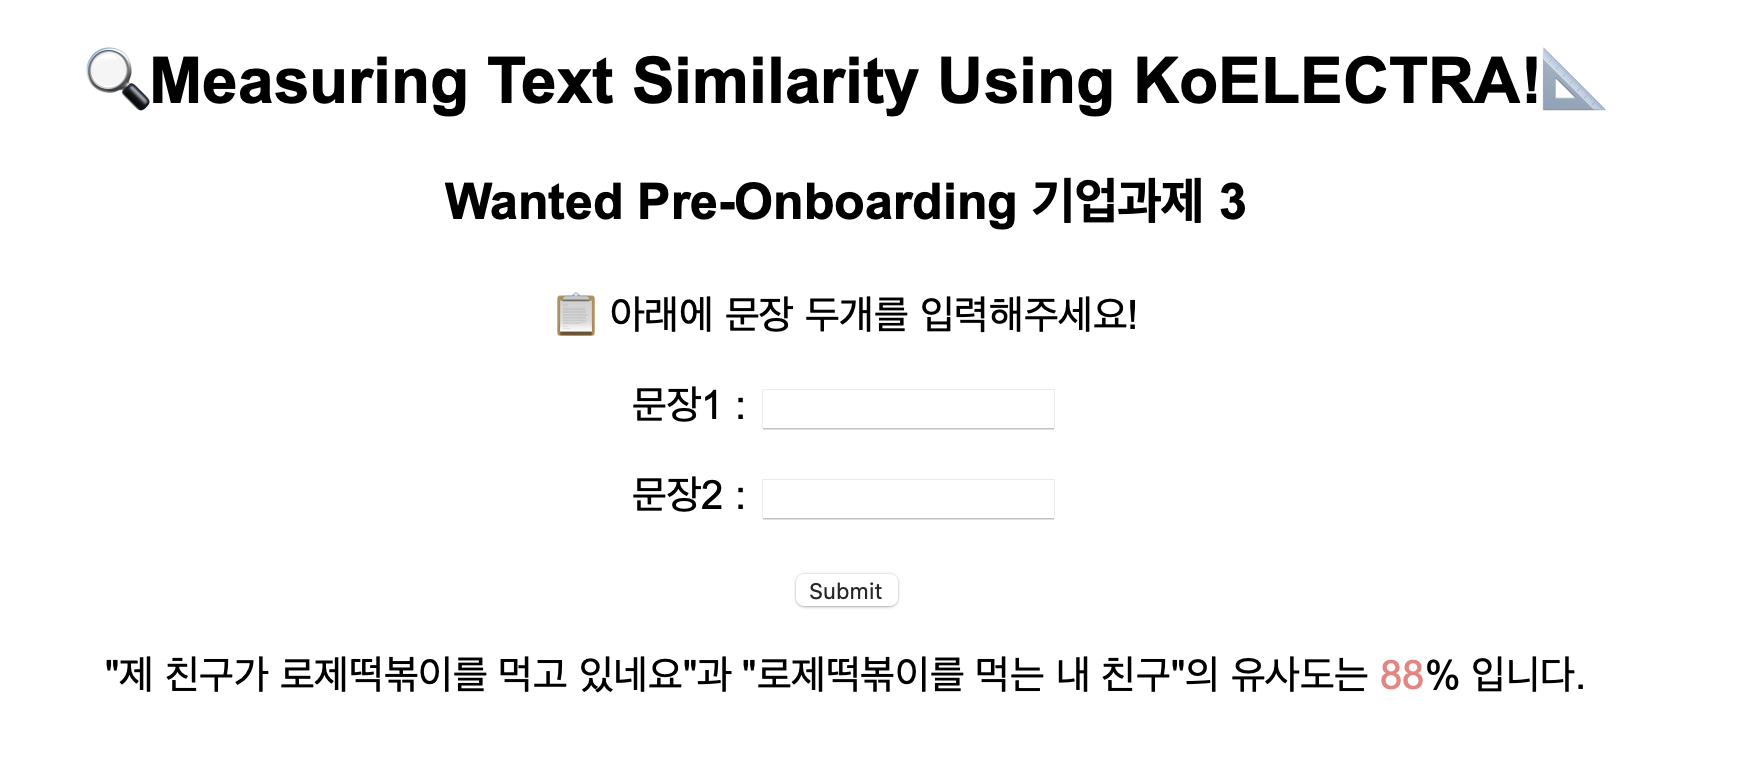 🔍Measuring Text Similarity Using KoELECTRA!📐
Wanted Pre-Onboarding 기업과제 3
📋 아래에 문장 두개를 입력해주세요!
문장1 :
문장2 :
Submit
"제 친구가 로제떡볶이를 먹고 있네요"과 "로제떡볶이를 먹는 내 친구"의 유사도는 88% 입니다.